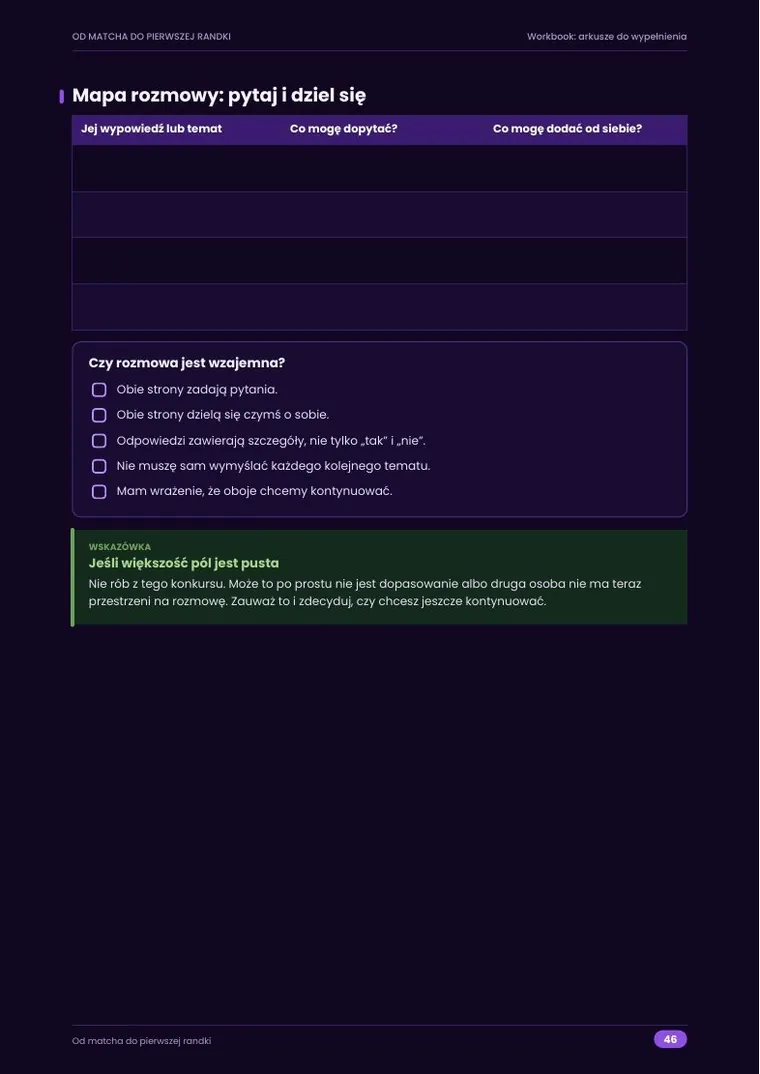 OD MATCHA DO PIERWSZEJ RANDKI
Workbook: arkusze do wypełnienia
Mapa rozmowy: pytaj i dziel się
Jej wypowiedź lub temat
Co mogę dopytać?
Co mogę dodać od siebie?
Czy rozmowa jest wzajemna?
Obie strony zadają pytania.
Obie strony dzielą się czymś o sobie.
Odpowiedzi zawierają szczegóły, nie tylko „tak” i „nie”.
Nie muszę sam wymyślać każdego kolejnego tematu.
Mam wrażenie, że oboje chcemy kontynuować.
WSKAZÓWKA
Jeśli większość pól jest pusta
Nie rób z tego konkursu. Może to po prostu nie jest dopasowanie albo druga osoba nie ma teraz
przestrzeni na rozmowę. Zauważ to i zdecyduj, czy chcesz jeszcze kontynuować.
Od matcha do pierwszej randki
46